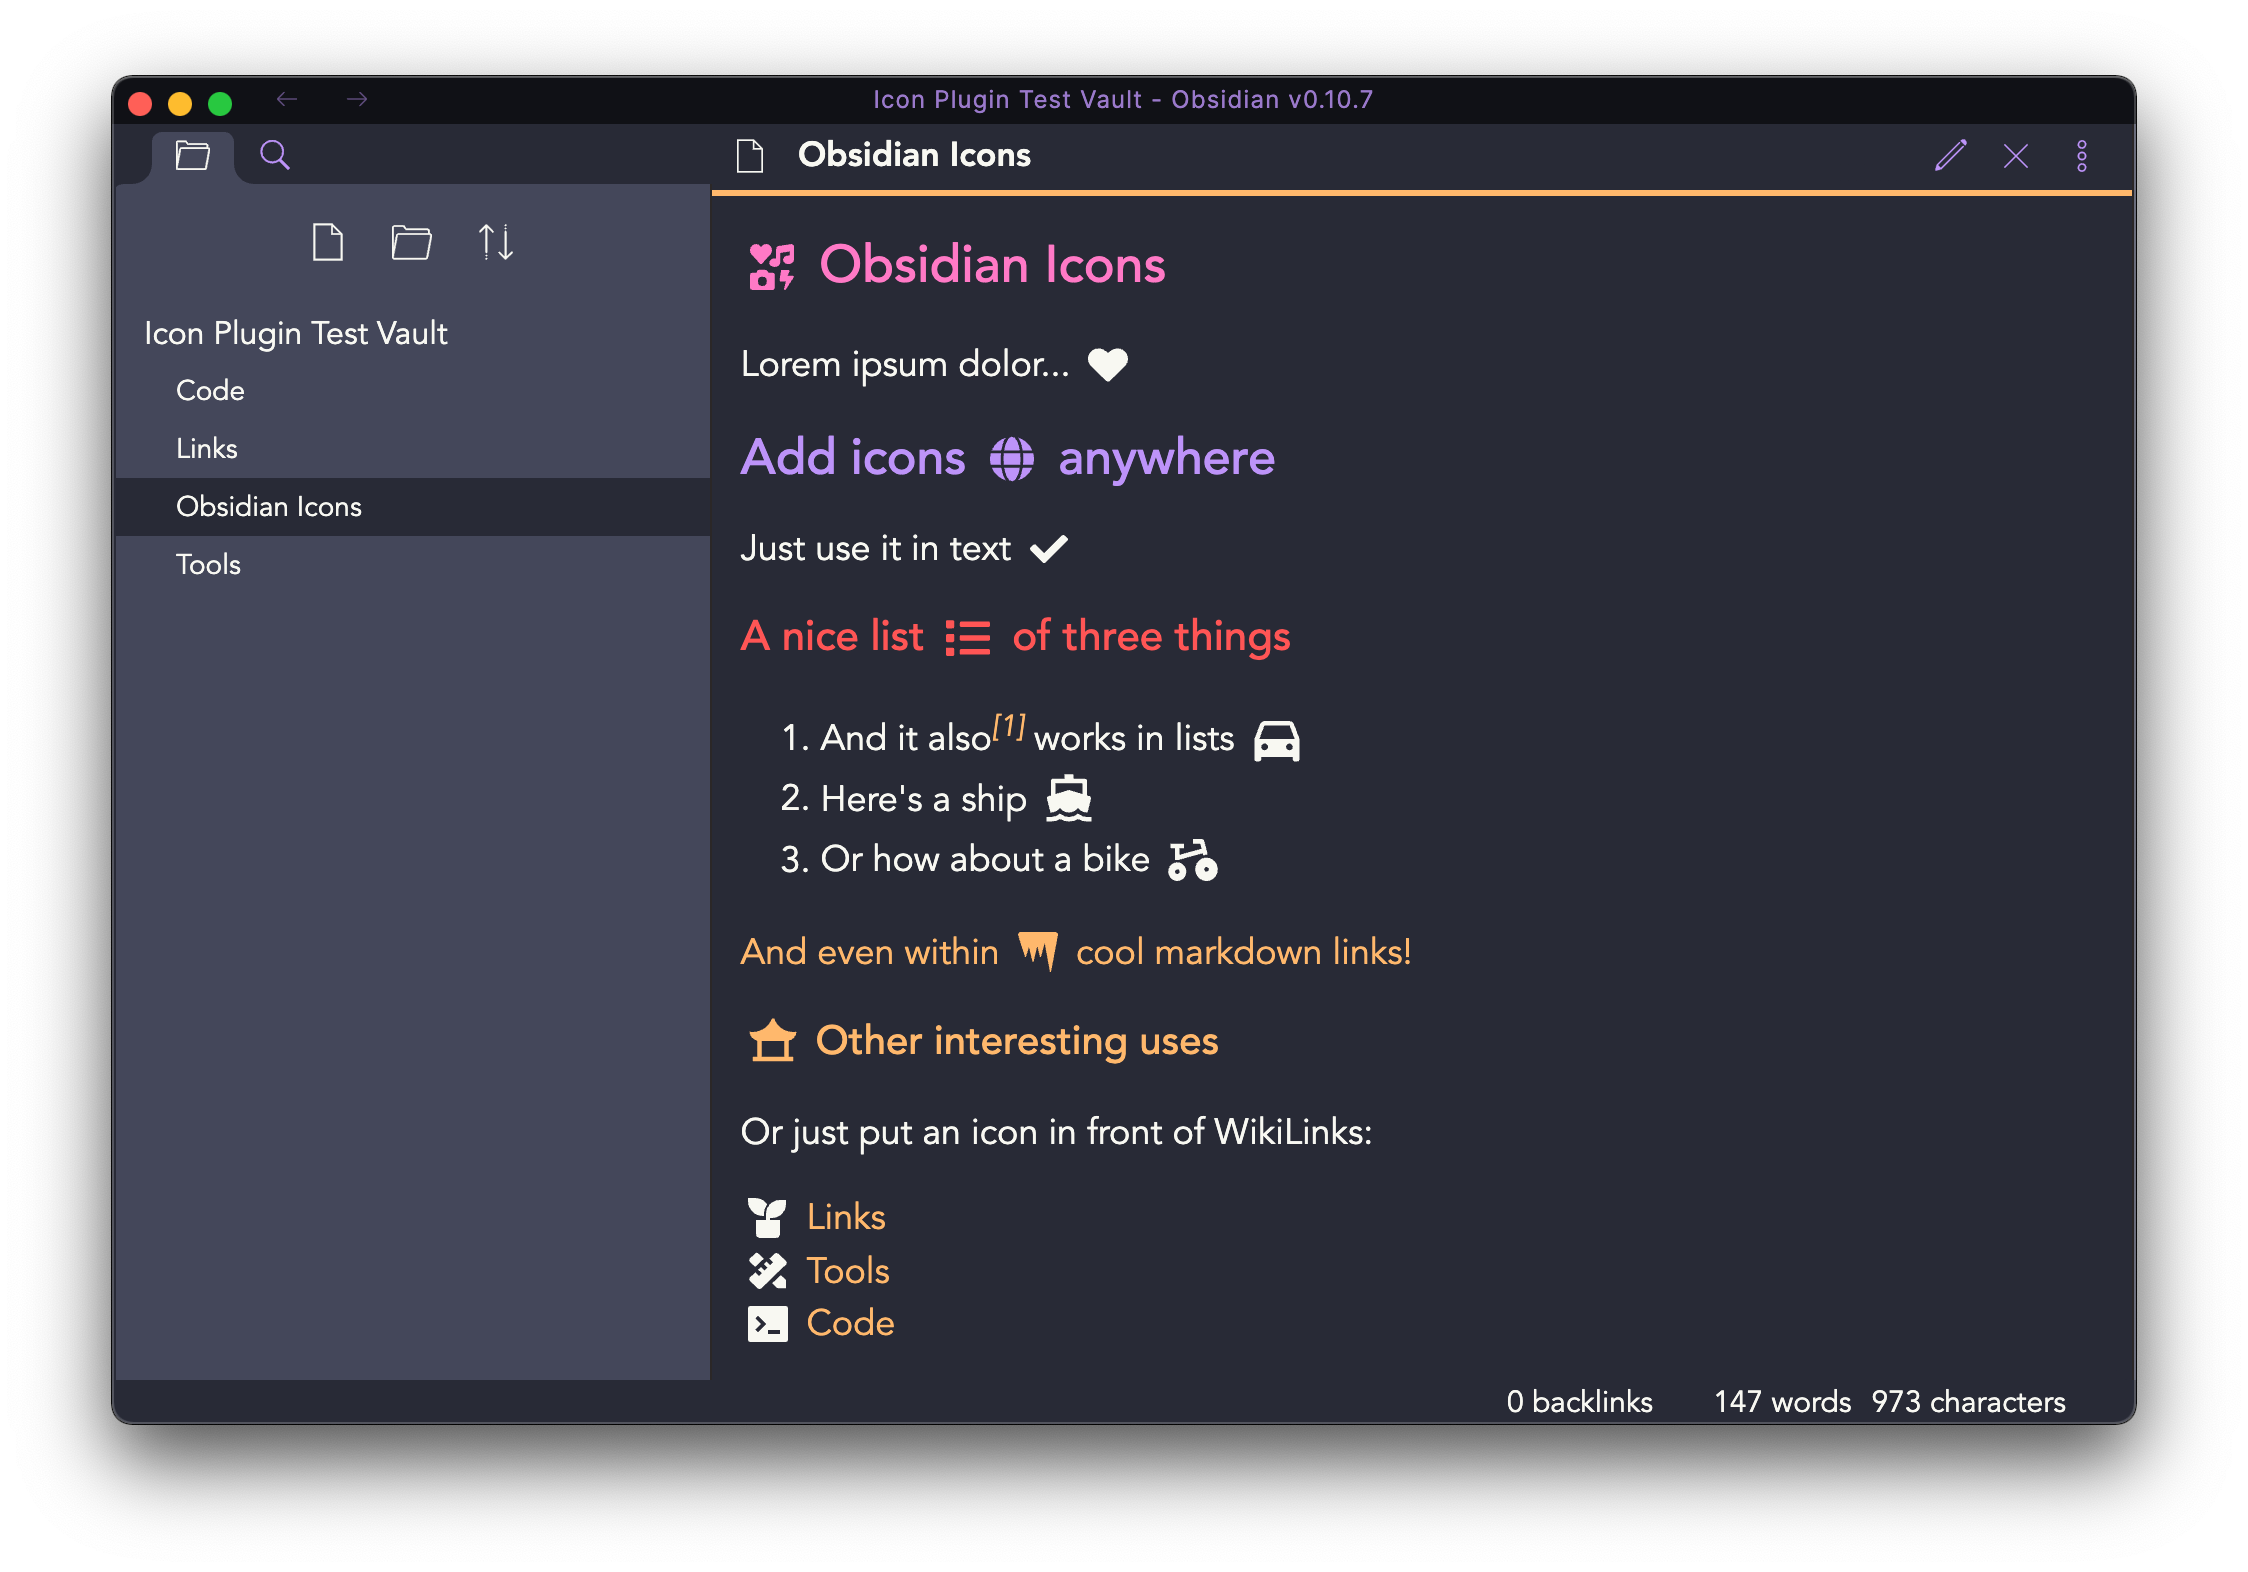 Icon Plugin Test Vault - Obsidian v0.10.7
Obsidian Icons
Icon Plugin Test Vault
Code
Links
Obsidian Icons
Tools
Obsidian Icons
Lorem ipsum dolor...
Add icons anywhere
Just use it in text
A nice list of three things
1. And it also[1] works in lists
2. Here's a ship
3. Or how about a bike
And even within cool markdown links!
Other interesting uses
Or just put an icon in front of WikiLinks:
Links
Tools
Code
0 backlinks 147 words 973 characters